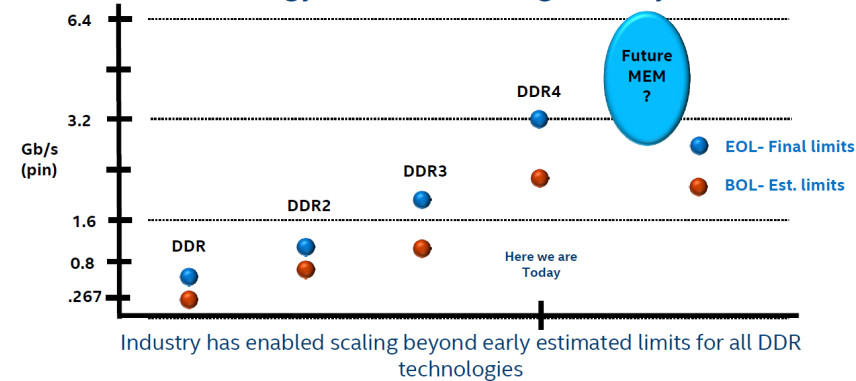 6.4
Future
MEM
?
DDR4
3.2
Gb/s
(pin)
EOL- Final limits
DDR3
BOL- Est. limits
DDR2
1.6
DDR
Here we are
Today
0.8
.267
Industry has enabled scaling beyond early estimated limits for all DDR
technologies